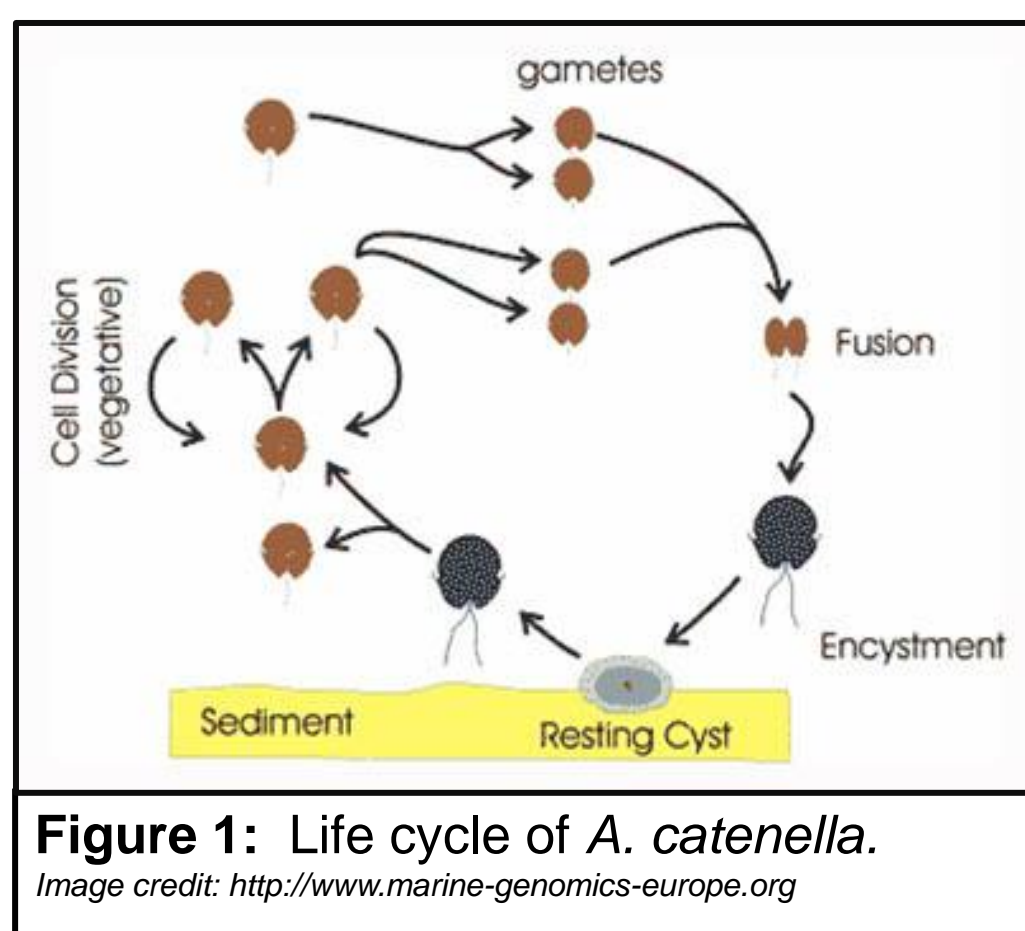 gametes
Cell Division
(vegetative)
Fusion
Encystment
Sediment
Resting Cyst
Figure 1: Life cycle of A. catenella.
Image credit: http://www.marine-genomics-europe.org